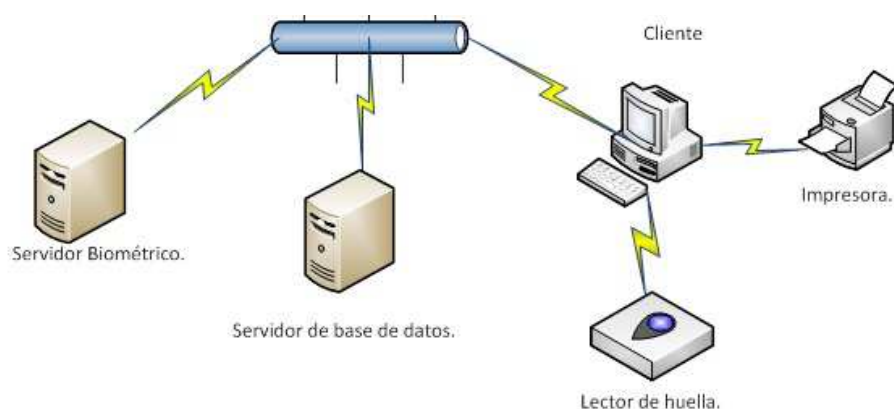 Cliente
Impresora.
Servidor Biométrico.
Servidor de base de datos.
Lector de huella.